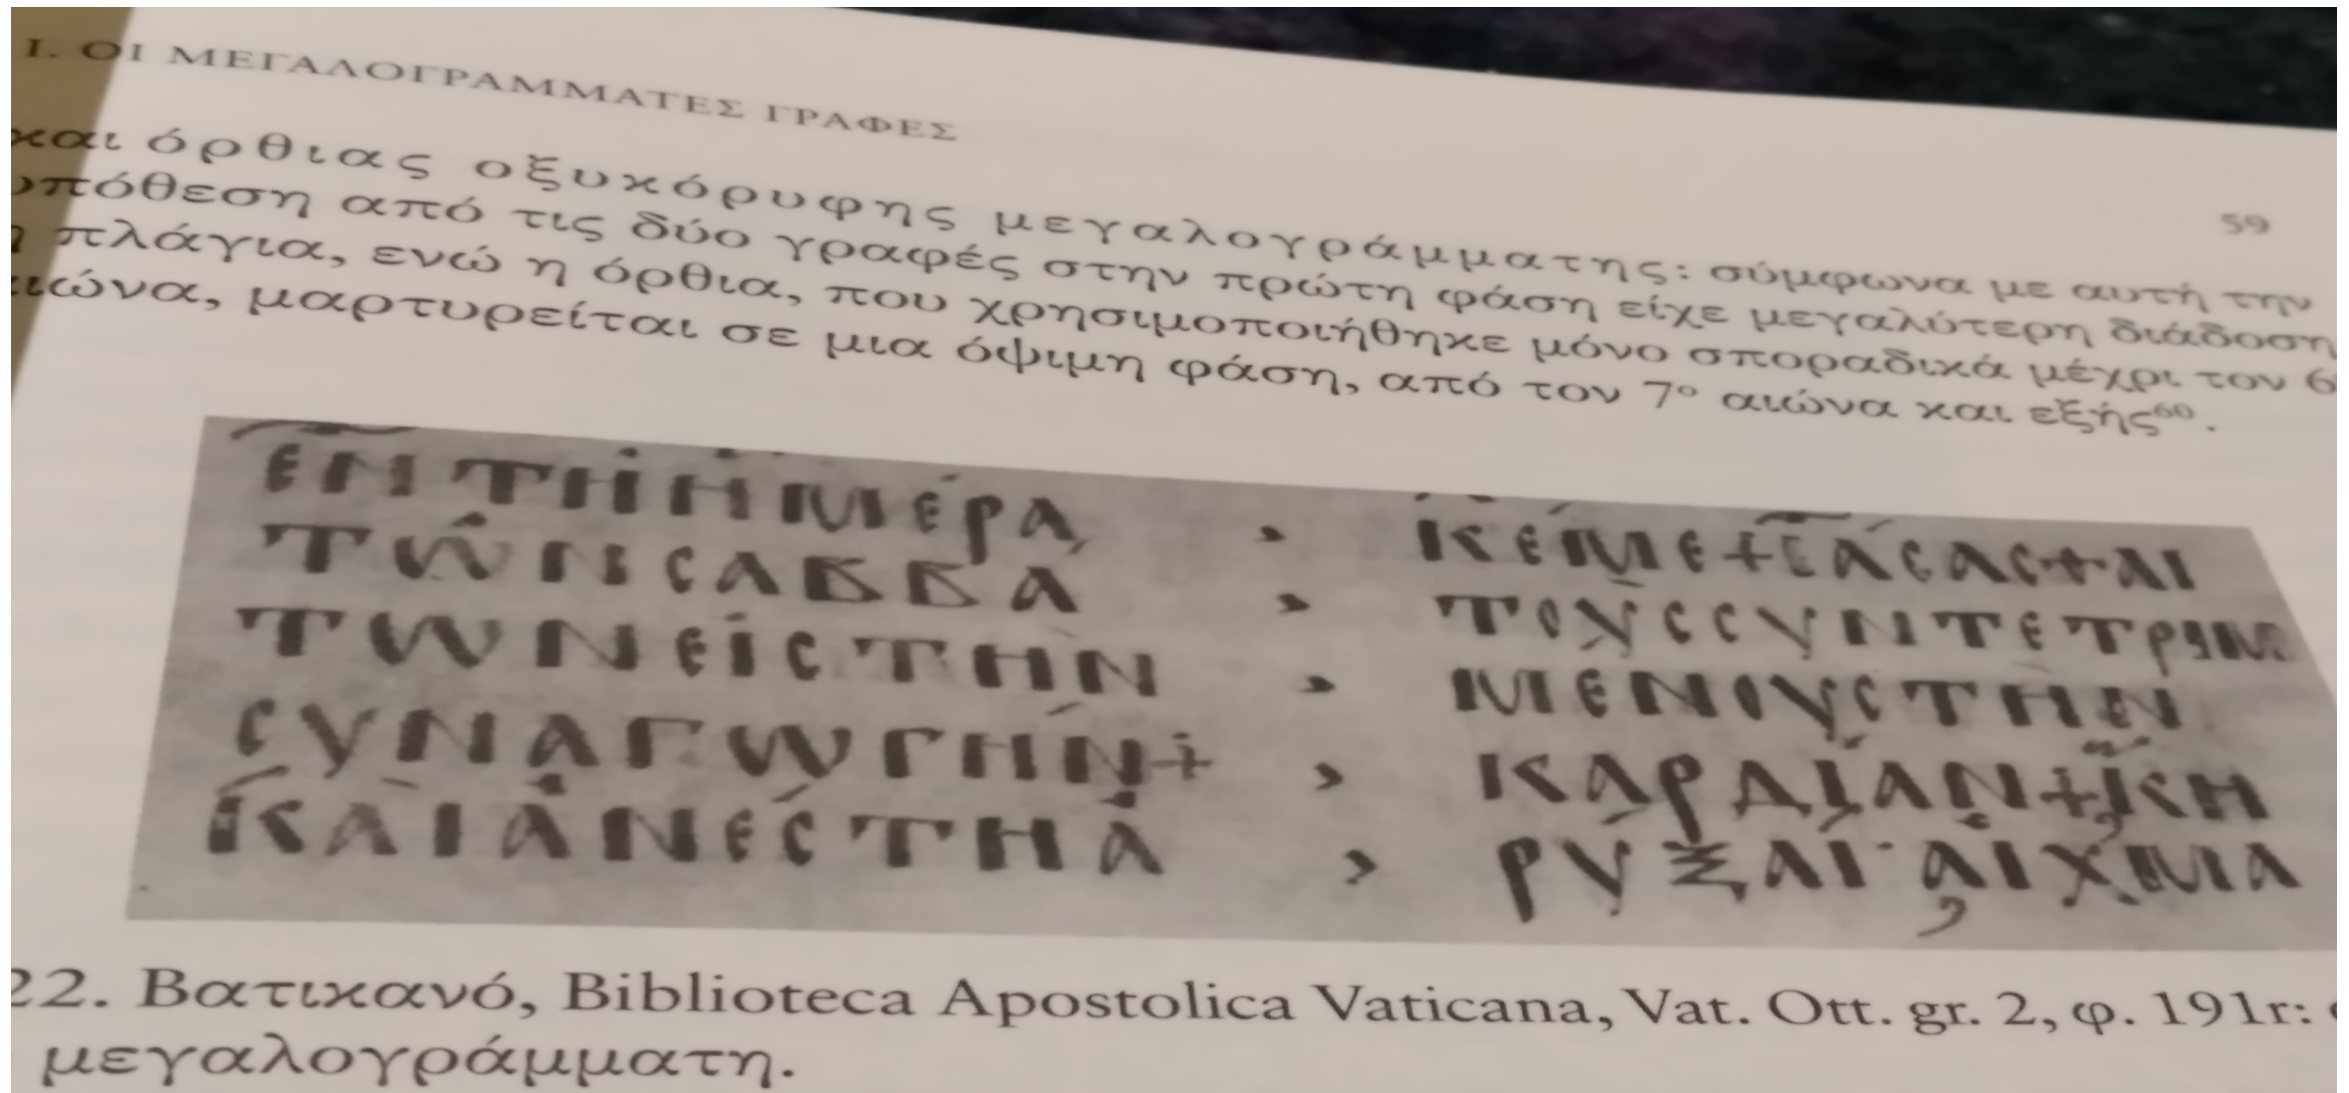 Ι. ΟΙ ΜΕΓΑΛΟΓΡΑΜΜΑΤΕΣ ΓΡΑΦΕΣ
59
και όρθιας οξυκόρυφης μεγαλογράμματης: σύμφωνα με αυτή την
υπόθεση από τις δύο γραφές στην πρώτη φάση είχε μεγαλύτερη διάδοση
η πλάγια, ενώ η όρθια, που χρησιμοποιήθηκε μόνο σποραδικά μέχρι τον 6
αιώνα, μαρτυρείται σε μια όψιμη φάση, από τον 7ο αιώνα και εξής60.
ΕΝ ΤΗ ΗΜΕΡΑ
ΤΩΝ ϹΑΒΒΑ
ΤΩΝ ΕΙϹ ΤΗΝ
ϹΥΝΑΓΩΓΗΝ+
ΚΑΙ ΑΝΕϹΤΗ Α
› ΤΟΥϹ ϹΥΝΤΕΤΡΙΜ
› ΜΕΝΟΥϹ ΤΗΝ
› ΚΑΡΔΙΑΝ+ ΚΗ
› ΡΥΞΑΙ ΑΙΧΜΑ
22. Βατικανό, Biblioteca Apostolica Vaticana, Vat. Ott. gr. 2, φ. 191r:
μεγαλογράμματη.